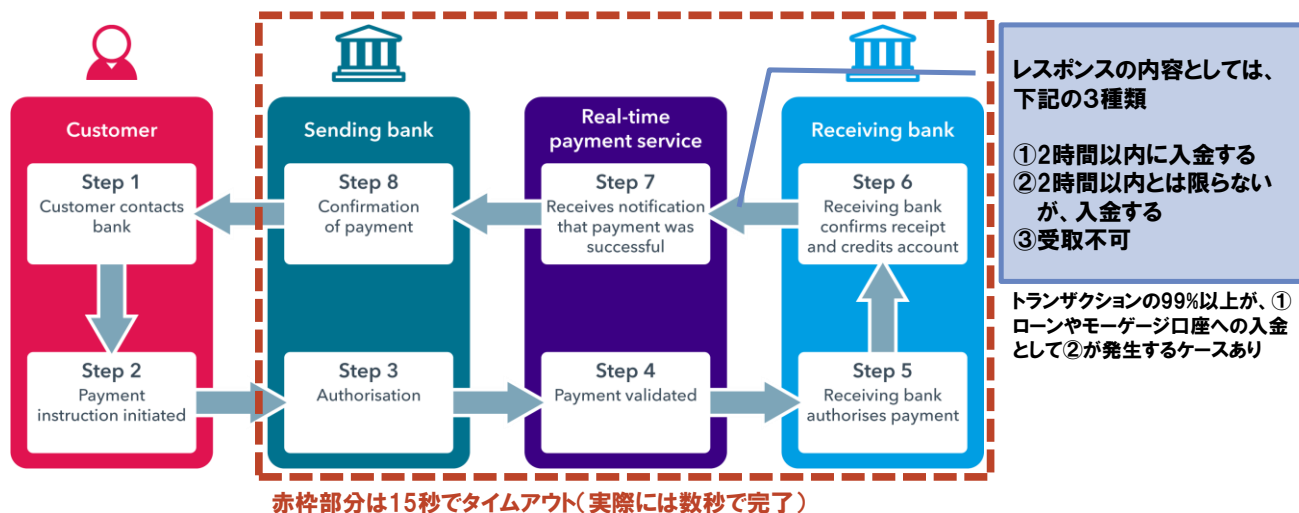 Customer
Step 1
Customer contacts
bank
Step 2
Payment
instruction initiated
Sending bank
Step 8
Confirmation
of payment
Step 3
Authorisation
Real-time
payment service
Step 7
Receives notification
that payment was
successful
Step 4
Payment validated
Receiving bank
Step 6
Receiving bank
confirms receipt
and credits account
Step 5
Receiving bank
authorises payment
レスポンスの内容としては、
下記の3種類
①2時間以内に入金する
②2時間以内とは限らない
が、入金する
③受取不可
トランザクションの99%以上が、①
ローンやモーゲージ口座への入金
として②が発生するケースあり
赤枠部分は15秒でタイムアウト(実際には数秒で完了)